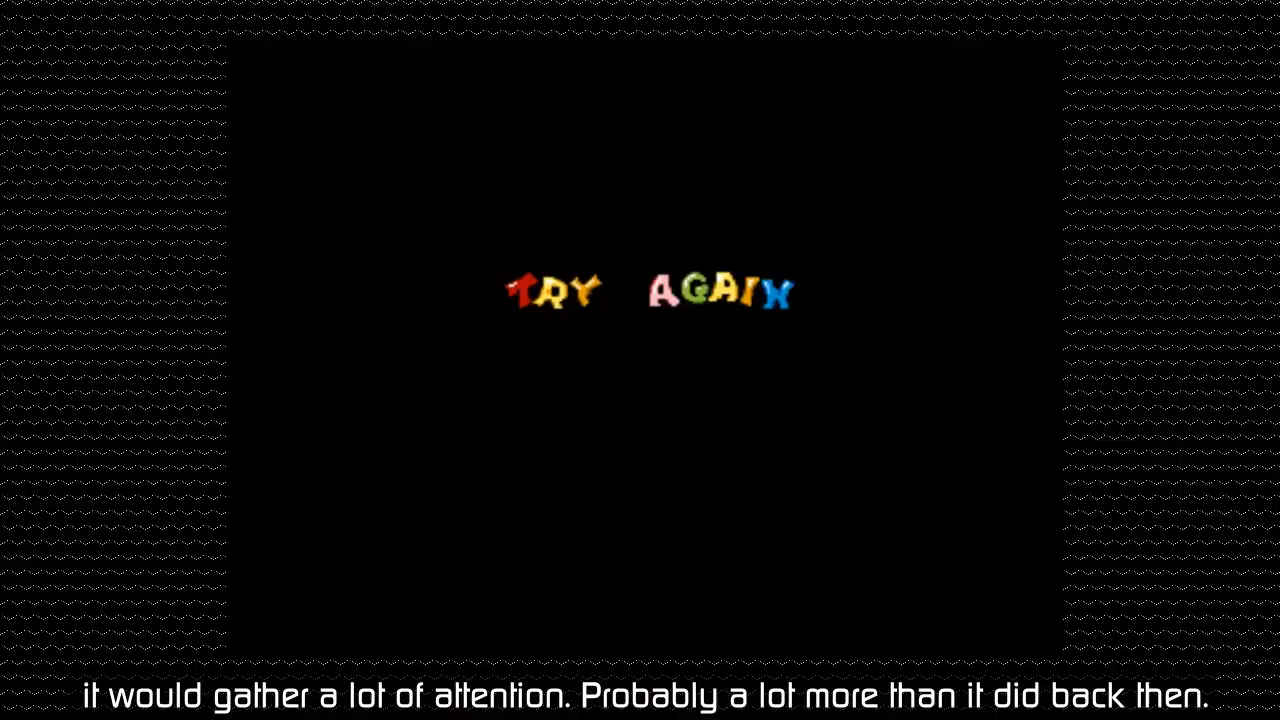 TRY AGAIN
it would gather a lot of attention. Probably a lot more than it did back then.